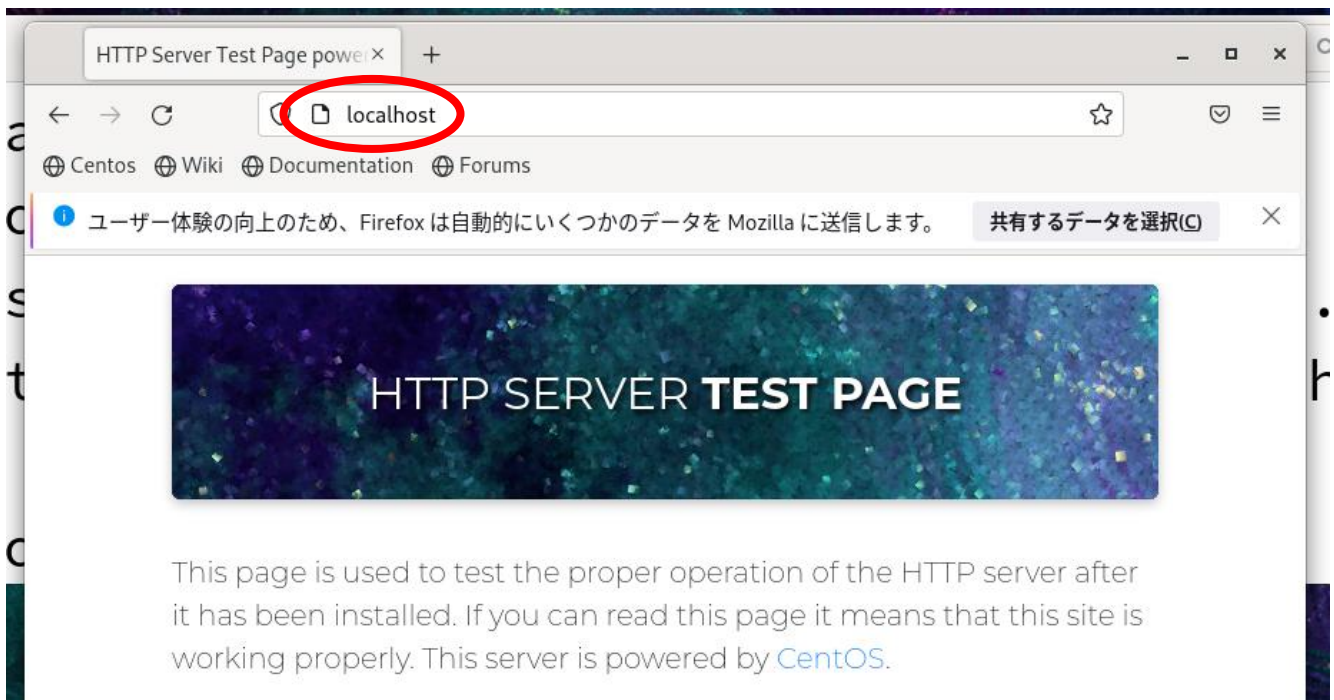 HTTP Server Test Page powe
localhost
Centos Wiki Documentation Forums
ユーザー体験の向上のため、Firefox は自動的にいくつかのデータを Mozilla に送信します。 共有するデータを選択(C)
HTTP SERVER TEST PAGE
This page is used to test the proper operation of the HTTP server after
it has been installed. If you can read this page it means that this site is
working properly. This server is powered by CentOS.